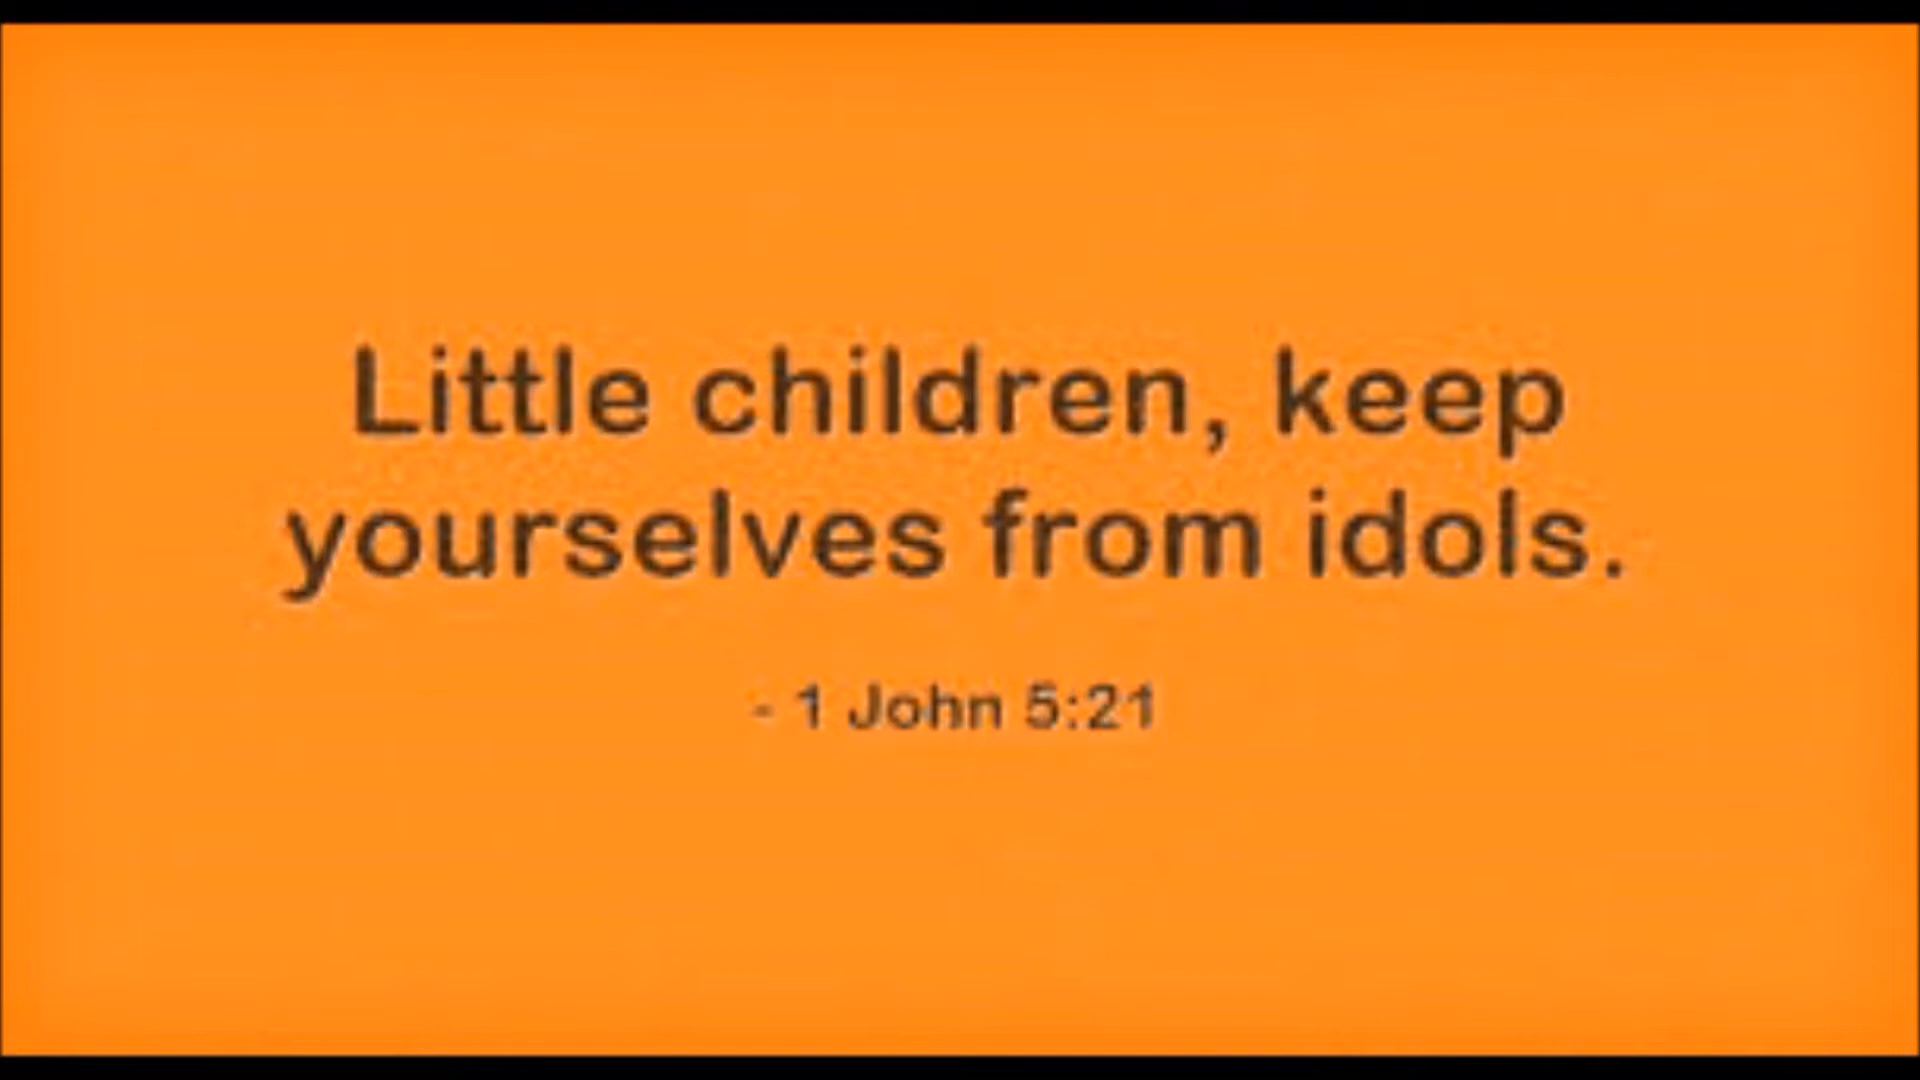 Little children, keep
yourselves from idols.
- 1 John 5:21